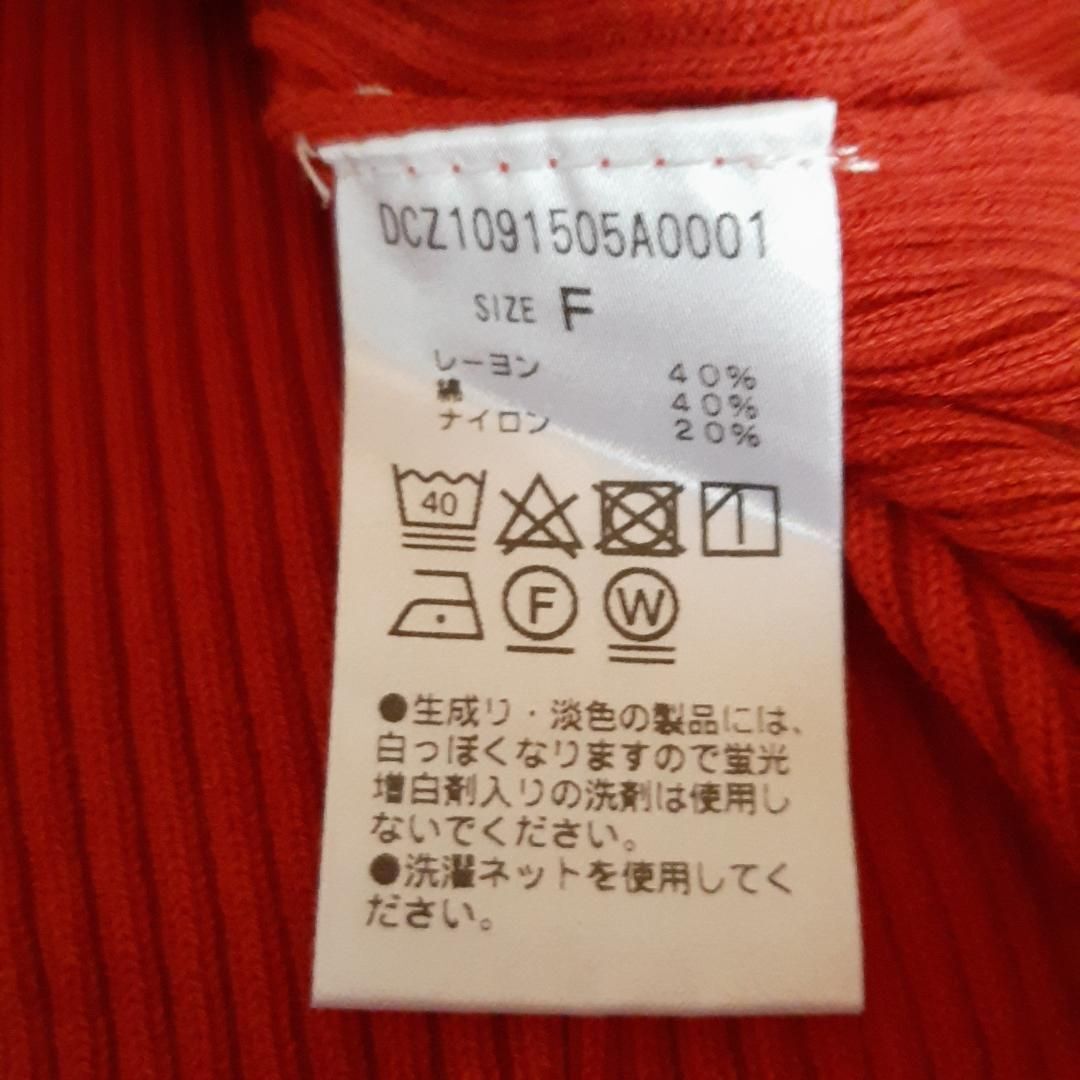 DCZ1091505A0001
SIZE F
レーヨン 40%
綿 40%
ナイロン 20%
40
F W
●生成り・淡色の製品には、
白っぽくなりますので蛍光
増白剤入りの洗剤は使用し
ないでください。
●洗濯ネットを使用してく
ださい。